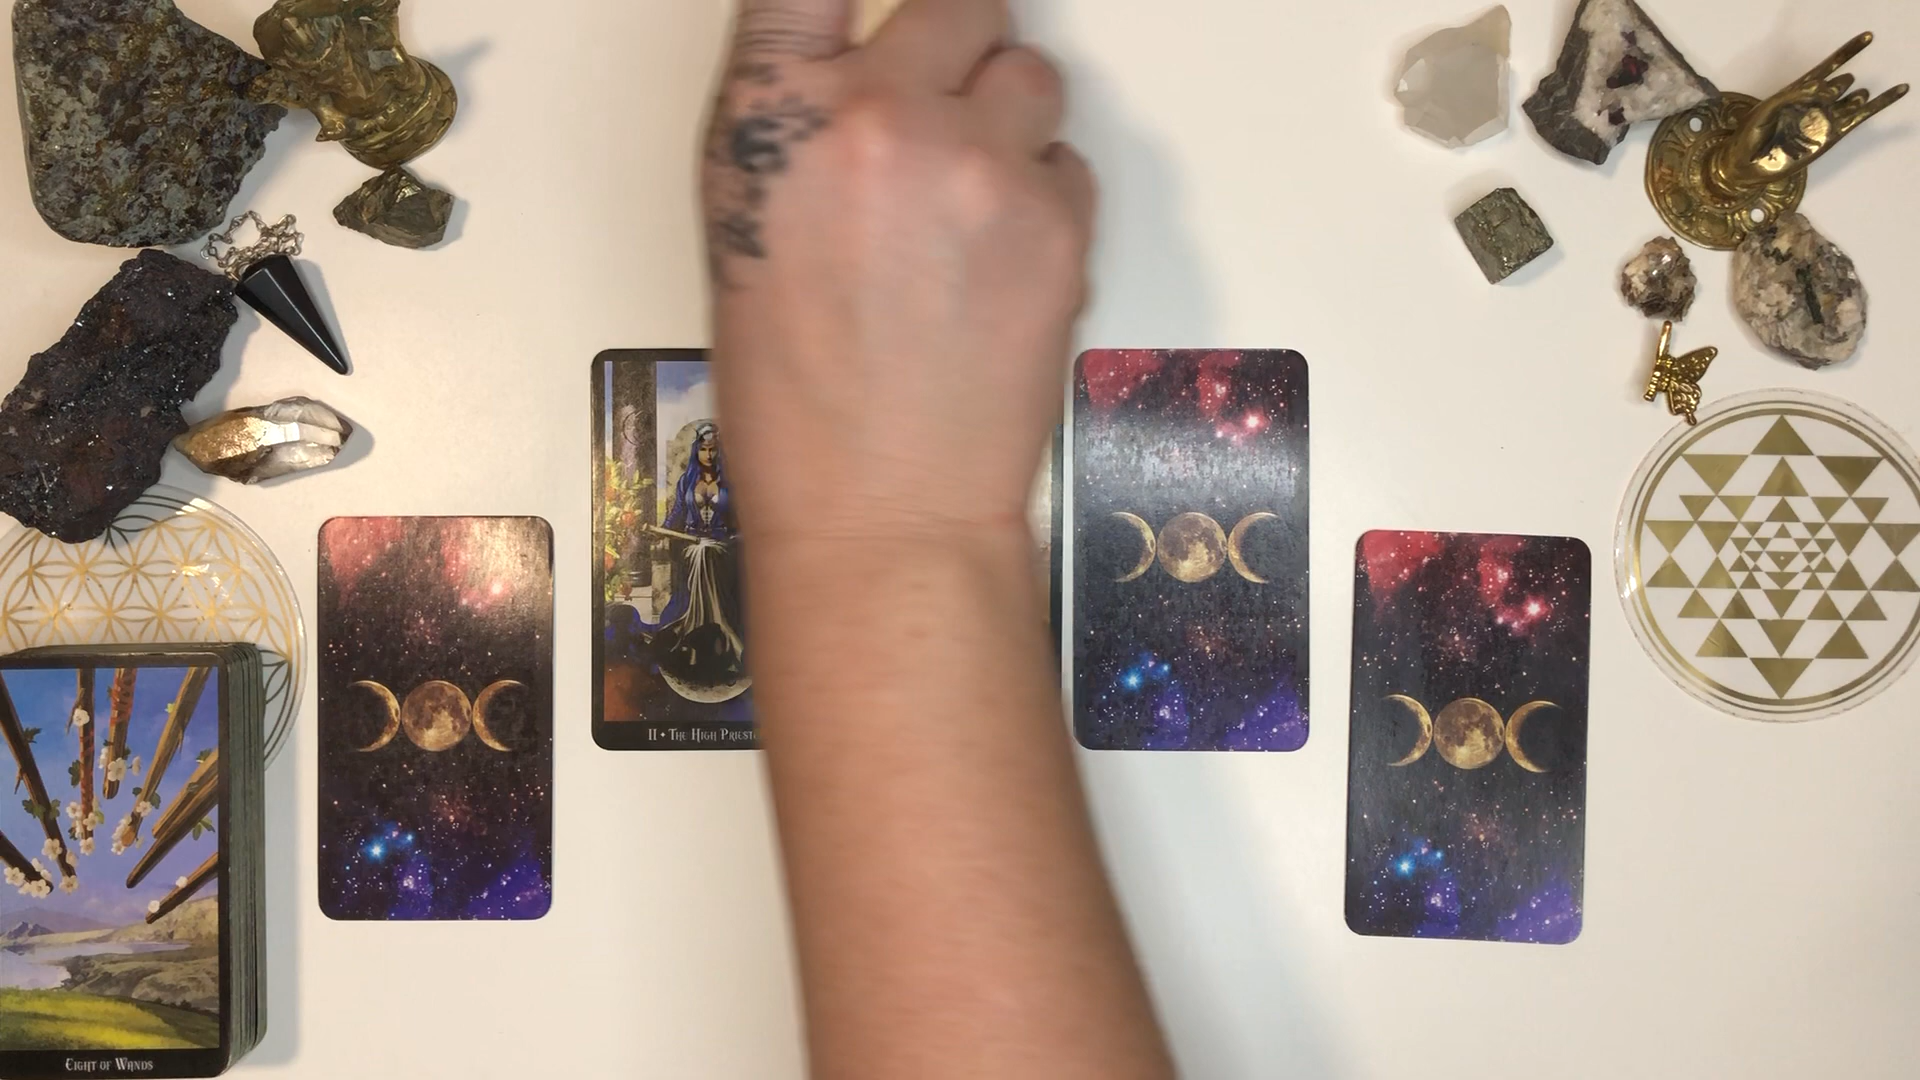 II • The High Priest
Eight of Wands